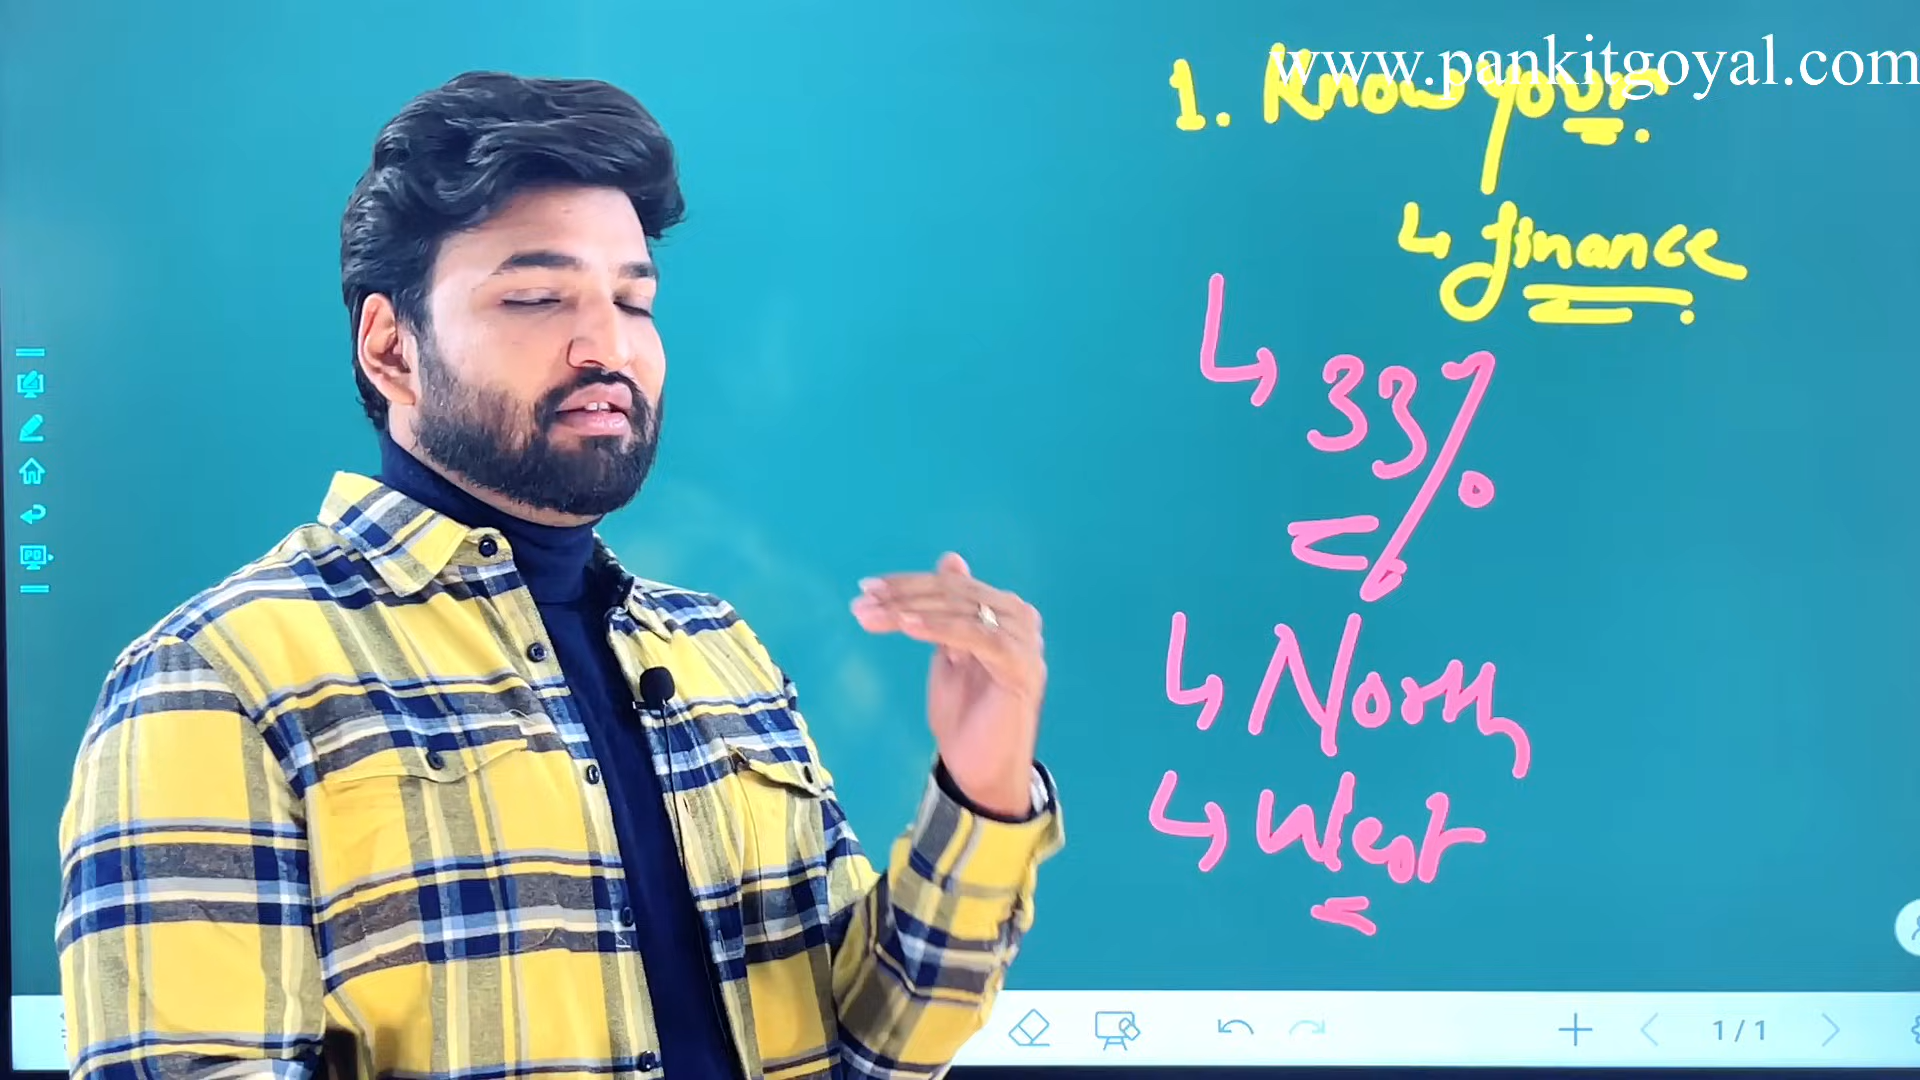 www.pankitgoyal.com
1. Know your
↳ finance
↳ 33%
↳ North
↳ West
1/1